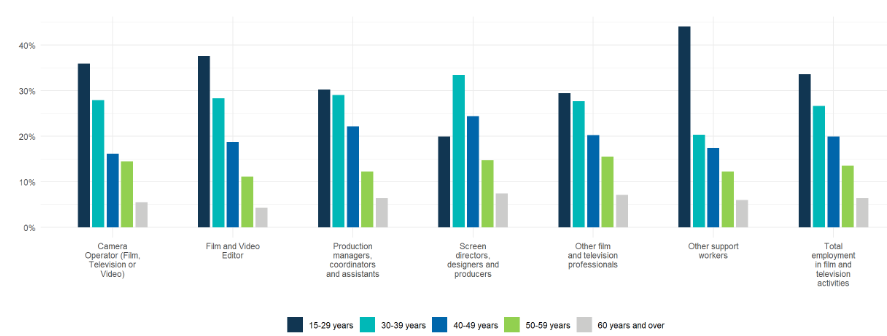 40%
30%
20%
10%
0%
Camera
Operator (Film,
Television or
Video)
Film and Video
Editor
Production
managers,
coordinators
and assistants
Screen
directors,
designers and
producers
Other film
and television
professionals
Other support
workers
Total
employment
in film and
television
activities
15-29 years
30-39 years
40-49 years
50-59 years
60 years and over